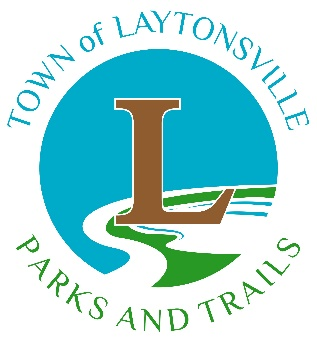 TOWN of LAYTONSVILLE
L
PARKS AND TRAILS